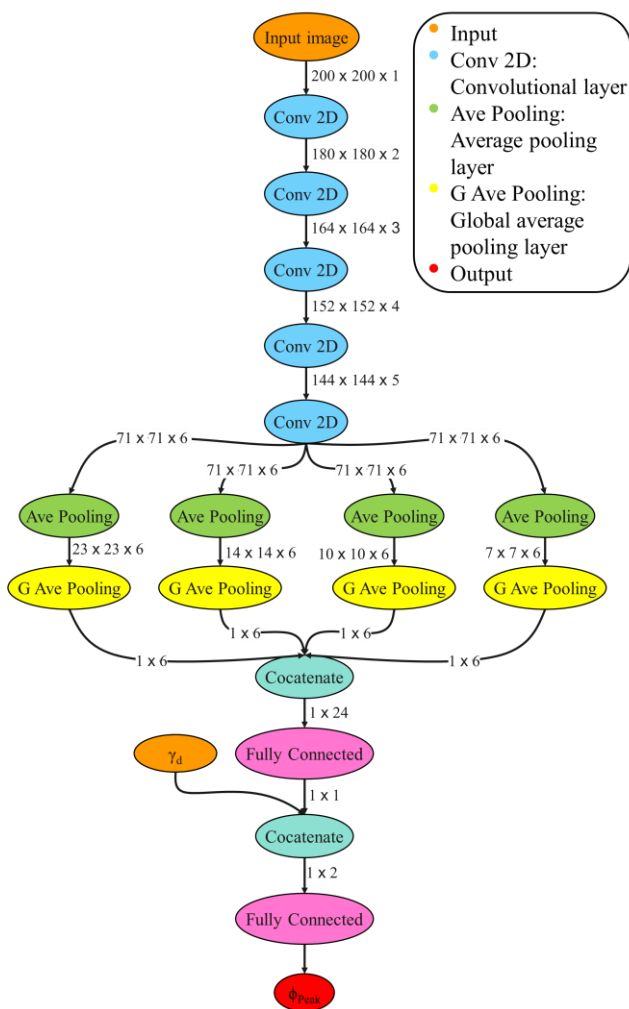 Input image
200 x 200 x 1
Conv 2D
180 x 180 x 2
Conv 2D
164 x 164 x 3
Conv 2D
152 x 152 x 4
Conv 2D
144 x 144 x 5
Conv 2D
71 x 71 x 6
71 x 71 x 6
71 x 71 x 6
71 x 71 x 6
Ave Pooling
Ave Pooling
Ave Pooling
Ave Pooling
23 x 23 x 6
14 x 14 x 6
10 x 10 x 6
7 x 7 x 6
G Ave Pooling
G Ave Pooling
G Ave Pooling
G Ave Pooling
1 x 6
1 x 6
1 x 6
1 x 6
Cocatenate
1 x 24
Fully Connected
γd
1 x 1
Cocatenate
1 x 2
Fully Connected
ϕPeak
Input
Conv 2D:
Convolutional layer
Ave Pooling:
Average pooling
layer
G Ave Pooling:
Global average
pooling layer
Output